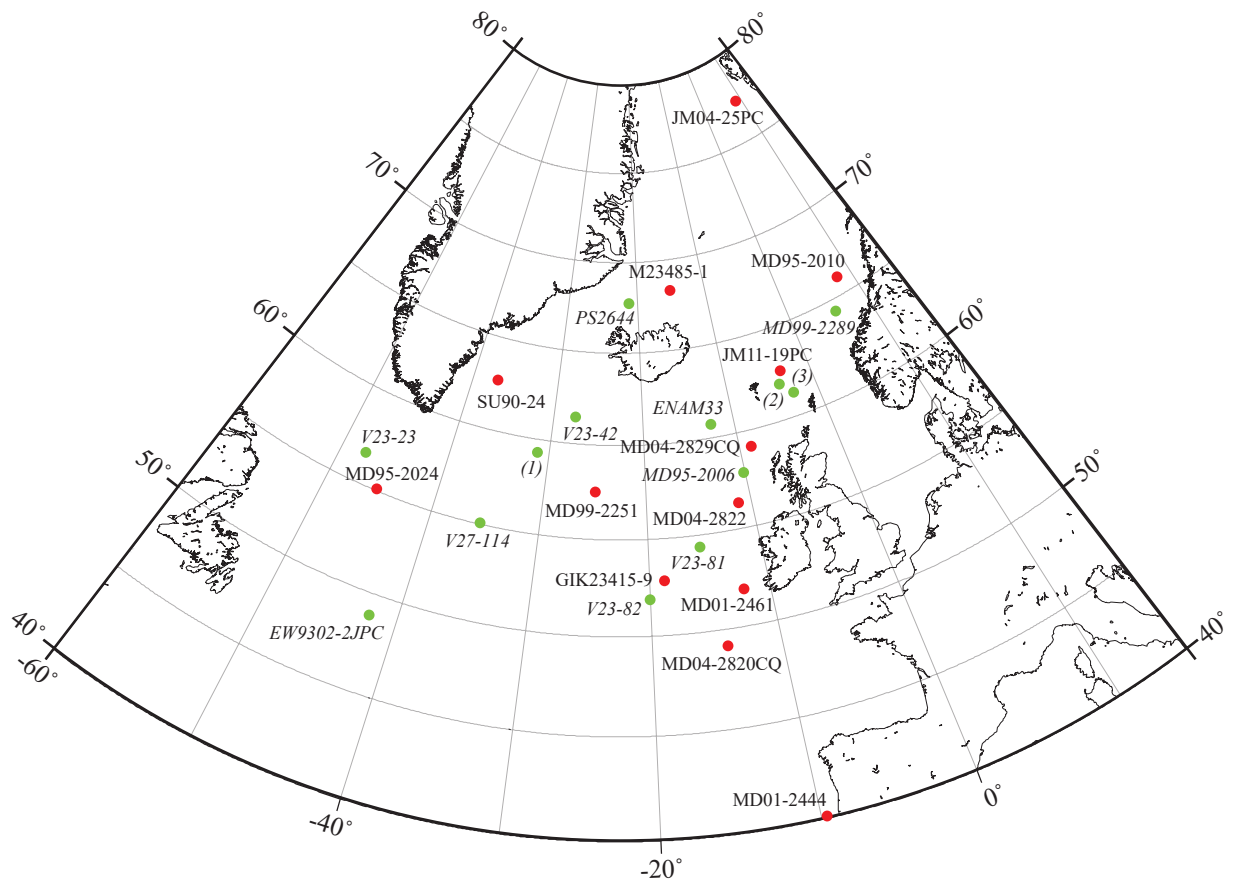 80°
80°
JM04-25PC
70°
70°
M23485-1
MD95-2010
PS2644
MD99-2289
60°
60°
JM11-19PC
(3)
(2)
SU90-24
ENAM33
V23-42
V23-23
MD04-2829CQ
(1)
MD95-2024
MD95-2006
50°
50°
MD99-2251
MD04-2822
V27-114
V23-81
GIK23415-9
V23-82
MD01-2461
EW9302-2JPC
40°
-60°
40°
MD04-2820CQ
MD01-2444
0°
-40°
-20°